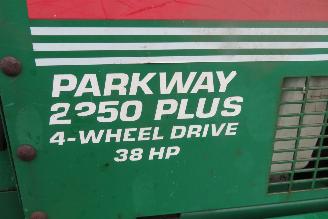 PARKWAY
2250 PLUS
4-WHEEL DRIVE
38 HP